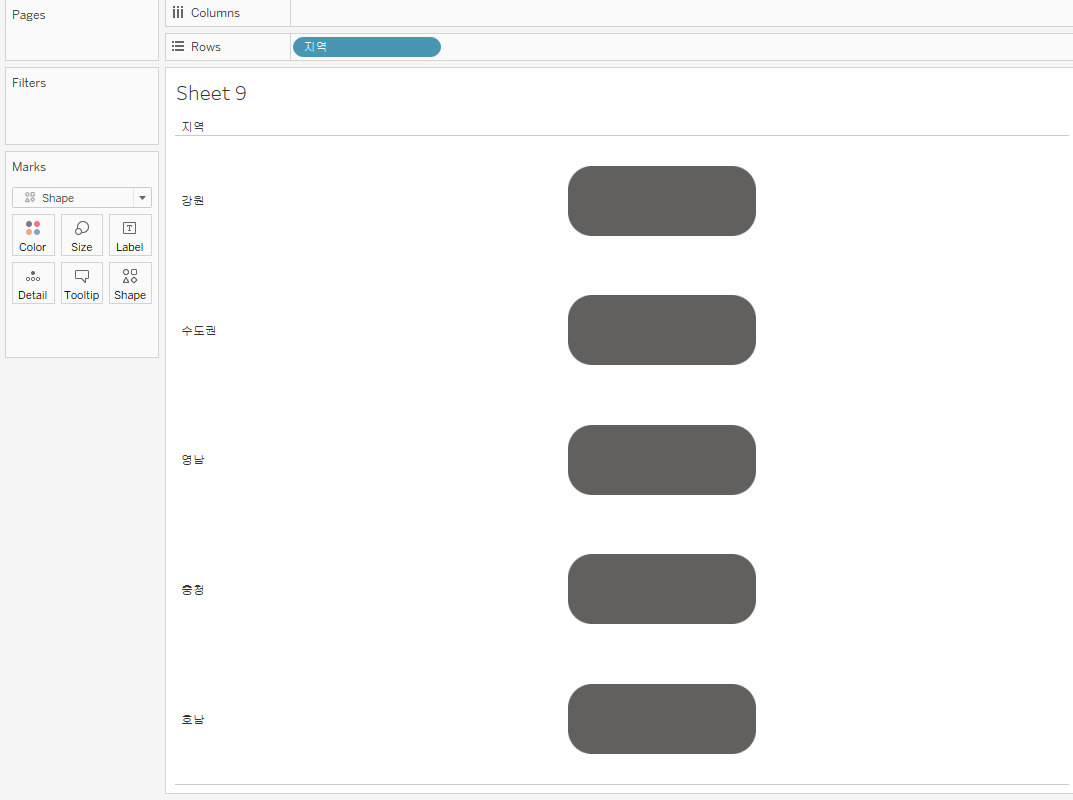 Pages
Columns
Rows
지역
Filters
Marks
Shape
Color
Size
Label
Detail
Tooltip
Shape
Sheet 9
지역
강원
수도권
영남
충청
호남